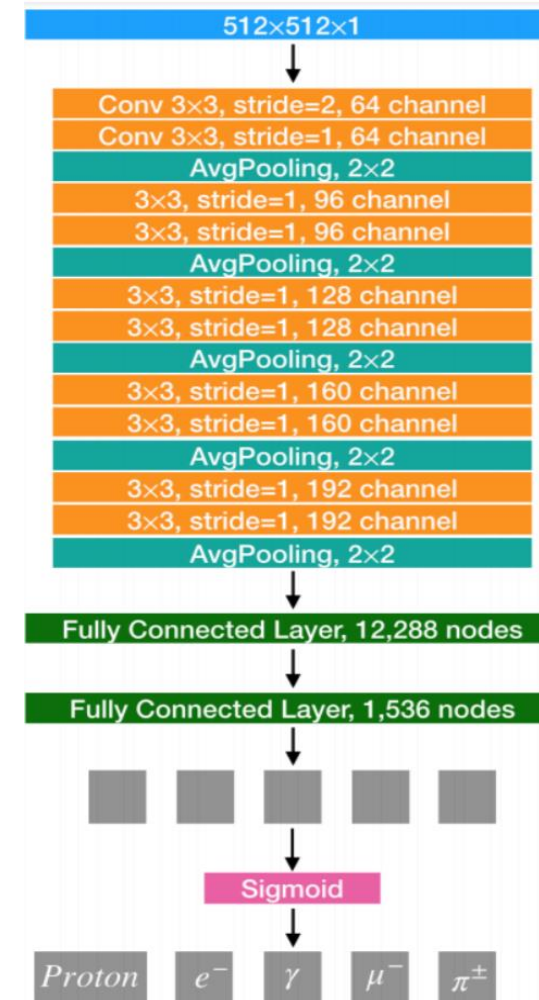 512×512×1
Conv 3×3, stride=2, 64 channel
Conv 3×3, stride=1, 64 channel
AvgPooling, 2×2
3×3, stride=1, 96 channel
3×3, stride=1, 96 channel
AvgPooling, 2×2
3×3, stride=1, 128 channel
3×3, stride=1, 128 channel
AvgPooling, 2×2
3×3, stride=1, 160 channel
3×3, stride=1, 160 channel
AvgPooling, 2×2
3×3, stride=1, 192 channel
3×3, stride=1, 192 channel
AvgPooling, 2×2
Fully Connected Layer, 12,288 nodes
Fully Connected Layer, 1,536 nodes
Sigmoid
Proton e⁻ γ μ⁻ π±